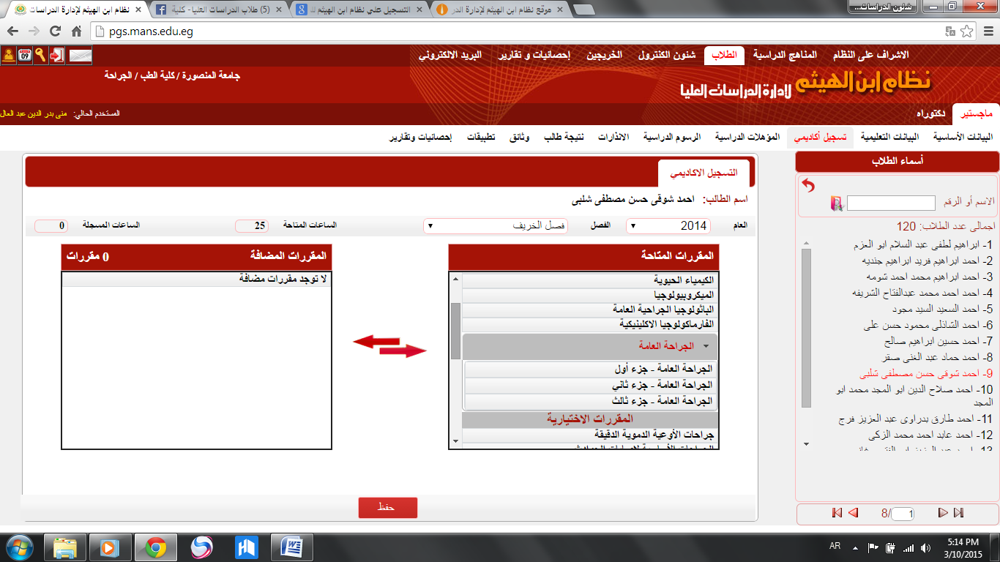 نظام ابن الهيثم لإدارة الدراسات
(5) طلاب الدراسات العليا- كلية
التسجيل علي نظام ابن الهيثم ل
موقع نظام ابن الهيثم لإدارة الدر
شئون الدراسات...
pgs.mans.edu.eg
الاشراف على النظام المناهج الدراسية الطلاب شئون الكنترول الخريجين إحصائيات و تقارير البريد الالكتروني
09
جامعة المنصورة / كلية الطب / الجراحة
نظام ابن الهيثم لإدارة الدراسات العليا
ماجستير دكتوراه
المستخدم الحالي: منى بدر الدين عبد العال
البيانات الأساسية البيانات التعليمية تسجيل أكاديمي المؤهلات الدراسية الرسوم الدراسية الانذارات نتيجة طالب وثائق تطبيقات إحصائيات وتقارير
أسماء الطلاب
الاسم أو الرقم
اجمالى عدد الطلاب: 120
1- ابراهيم لطفى عبد السلام ابو العزم
2- احمد ابراهيم فريد ابراهيم جنديه
3- احمد ابراهيم محمد احمد شومه
4- احمد احمد محمد عبدالفتاح الشريفه
5- احمد السعيد السيد مجود
6- احمد الشاذلى محمود حسن على
7- احمد حسين ابراهيم صالح
8- احمد حماد عبد الغنى صقر
9- احمد شوقى حسن مصطفى شلبى
10- احمد صلاح الدين ابو المجد محمد ابو
المجد
11- احمد طارق بدراوى عبد العزيز فرج
12- احمد عابد احمد محمد الزكى
8/ 1
التسجيل الاكاديمي
اسم الطالب: احمد شوقى حسن مصطفى شلبى
العام 2014 الفصل فصل الخريف الساعات المتاحة 25 الساعات المسجلة 0
المقررات المتاحة
الكيمياء الحيوية
الميكروبيولوجيا
الباثولوجيا الجراحية العامة
الفارماكولوجيا الاكلينيكية
الجراحة العامة
الجراحة العامة - جزء أول
الجراحة العامة - جزء ثاني
الجراحة العامة - جزء ثالث
المقررات الاختيارية
جراحات الأوعية الدموية الدقيقة
المقررات المضافة 0 مقررات
لا توجد مقررات مضافة
حفظ
AR
5:14 PM
3/10/2015